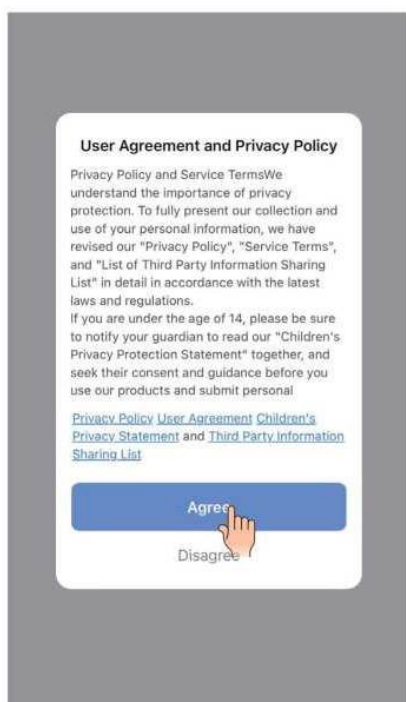 User Agreement and Privacy Policy
Privacy Policy and Service TermsWe
understand the importance of privacy
protection. To fully present our collection and
use of your personal information, we have
revised our "Privacy Policy", "Service Terms",
and "List of Third Party Information Sharing
List" in detail in accordance with the latest
laws and regulations.
If you are under the age of 14, please be sure
to notify your guardian to read our "Children's
Privacy Protection Statement" together, and
seek their consent and guidance before you
use our products and submit personal
Privacy Policy User Agreement Children's
Privacy Statement and Third Party Information
Sharing List
Agree
Disagree